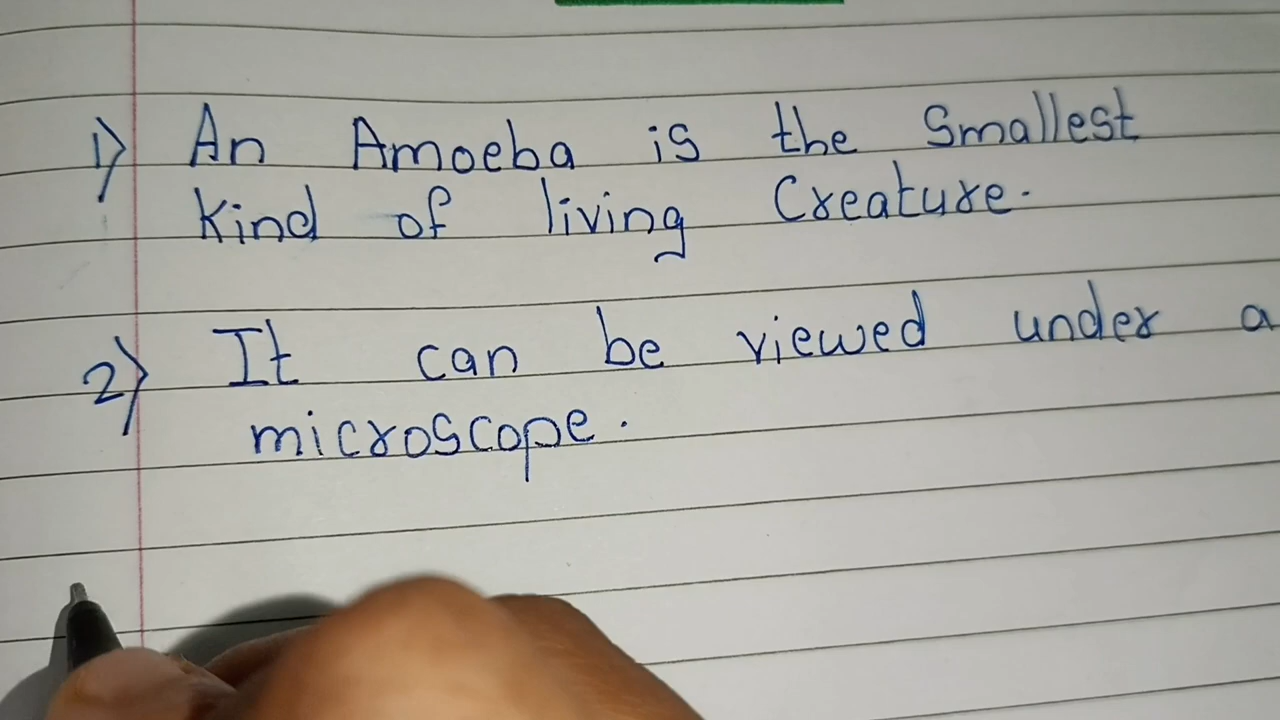 1) An Amoeba is the Smallest
Kind of living Creature.
2) It can be viewed under a
microscope.